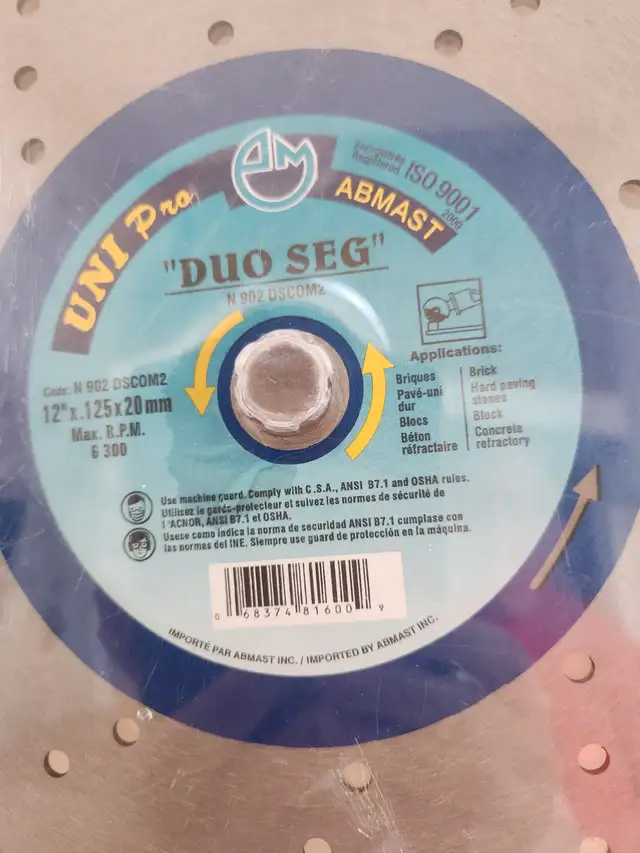 AM
Enregistrée
Registered
ISO 9001
2000
UNI Pro
ABMAST
"DUO SEG"
N 902 DSCOM2
Code: N 902 DSCOM2
12" x .125 x 20mm
Max. R.P.M.
6 300
Applications:
Briques
Pavé-uni
dur
Blocs
Béton
réfractaire
Brick
Hard paving
stones
Block
Concrete
refractory
Use machine guard. Comply with C.S.A., ANSI B7.1 and OSHA rules.
Utilisez le garde-protecteur et suivez les normes de sécurité de
l'ACNOR, ANSI B7.1 et OSHA.
Usese como indica la norma de securidad ANSI B7.1 cumplase con
las normas del INE. Siempre use guard de protección en la máquina.
0 68374 81600 9
IMPORTÉ PAR ABMAST INC. / IMPORTED BY ABMAST INC.